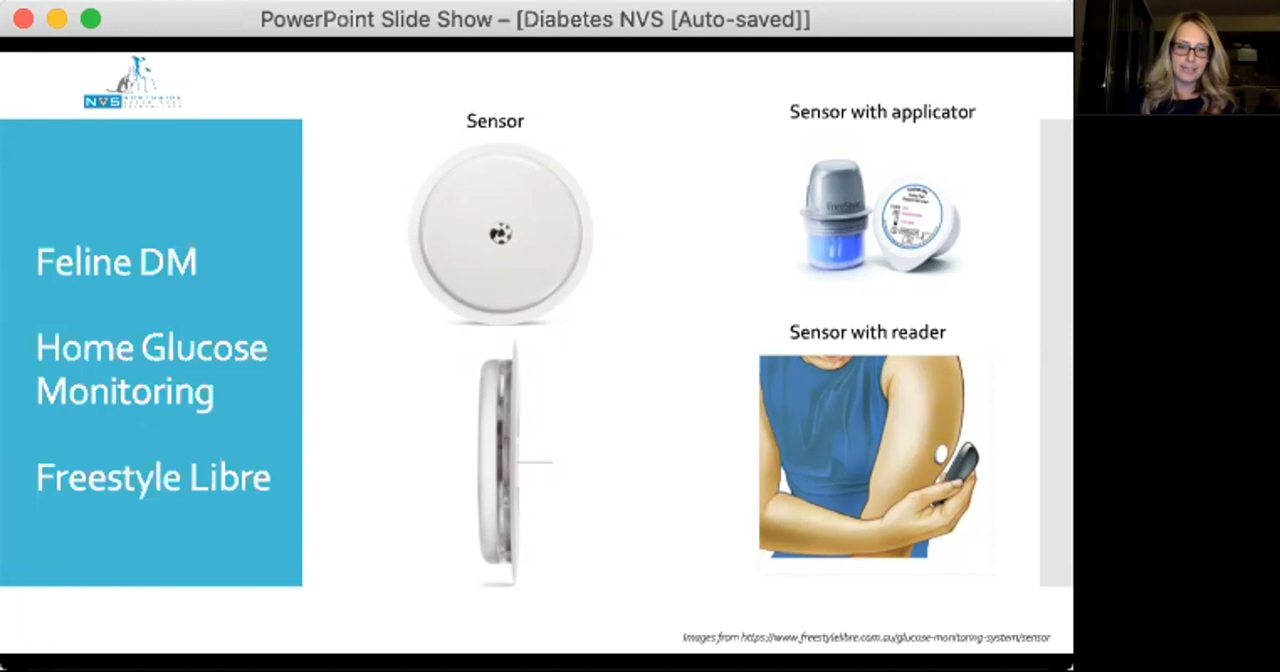 PowerPoint Slide Show – [Diabetes NVS [Auto-saved]]
NVS
Sensor
Sensor with applicator
Feline DM
Home Glucose
Monitoring
Freestyle Libre
Sensor with reader
Images from https://www.freestylelibre.com.au/glucose-monitoring-system/sensor